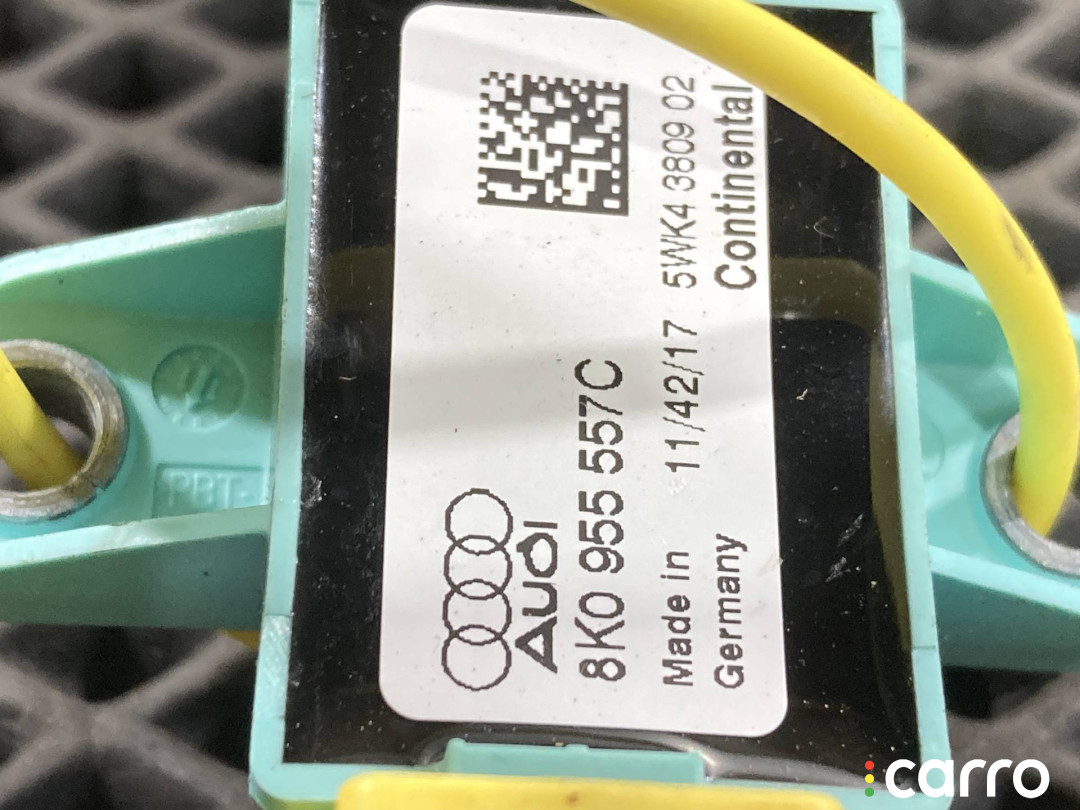 Audi
8K0 955 557C
Made in 11/42/17 5WK4 3809 02
Germany Continental
PBT-
carro